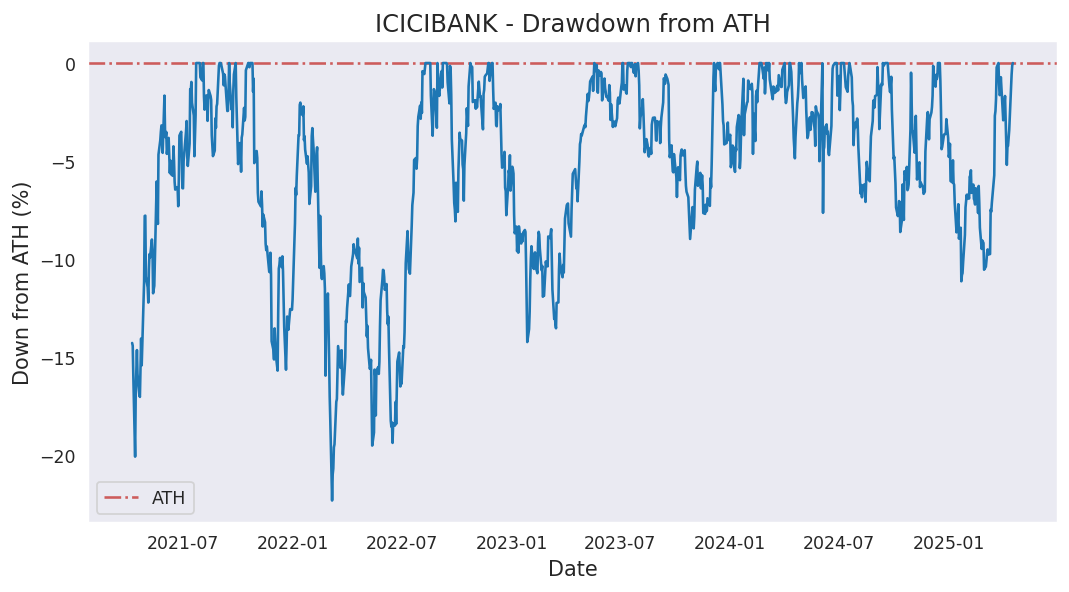 ICICIBANK - Drawdown from ATH
Down from ATH (%)
0
−5
−10
−15
−20
ATH
2021-07 2022-01 2022-07 2023-01 2023-07 2024-01 2024-07 2025-01
Date